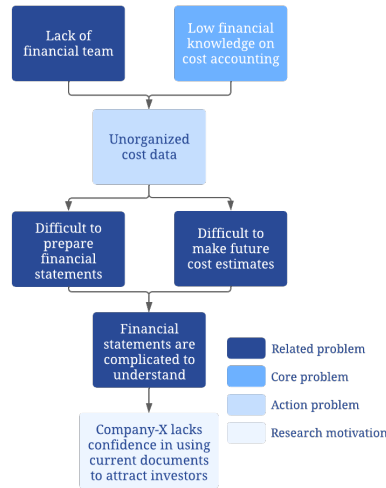 Lack of
financial team
Low financial
knowledge on
cost accounting
Unorganized
cost data
Difficult to
prepare
financial
statements
Difficult to
make future
cost estimates
Financial
statements are
complicated to
understand
Related problem
Core problem
Action problem
Research motivation
Company-X lacks
confidence in using
current documents
to attract investors